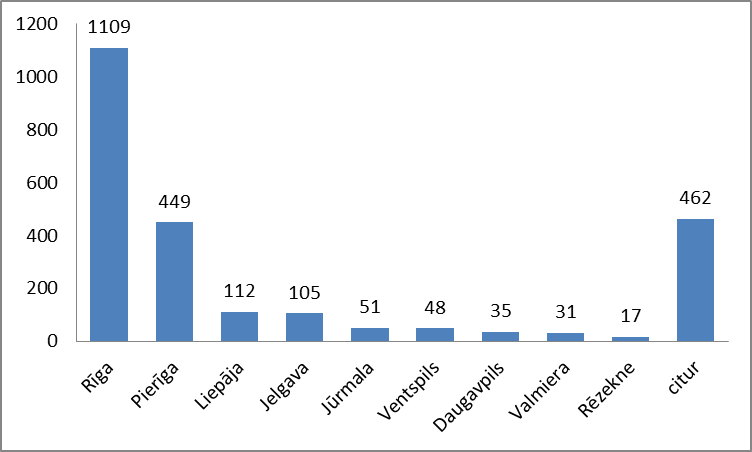 1200
1000
800
600
400
200
0
1109
449
112
105
51
48
35
31
17
462
Rīga
Pierīga
Liepāja
Jelgava
Jūrmala
Ventspils
Daugavpils
Valmiera
Rēzekne
citur